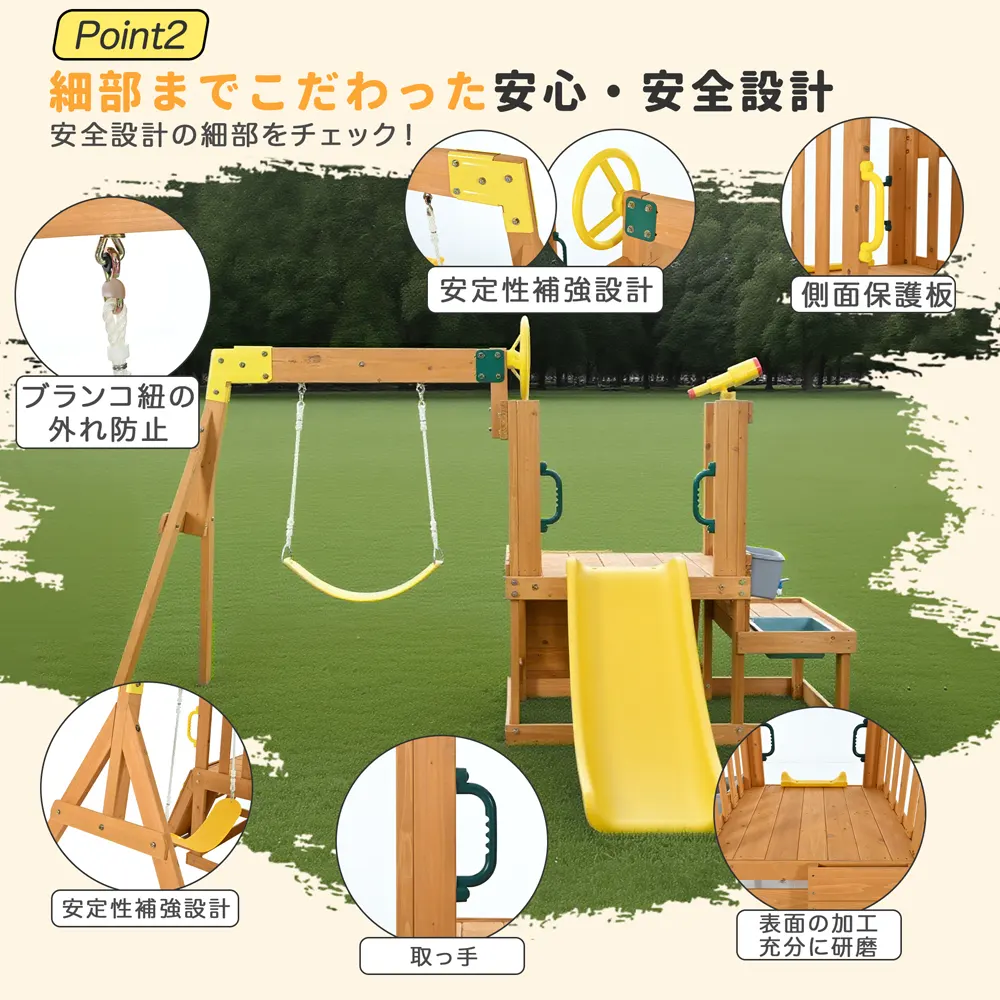 Point2
細部までこだわった安心・安全設計
安全設計の細部をチェック!
安定性補強設計
側面保護板
ブランコ紐の
外れ防止
安定性補強設計
取っ手
表面の加工
充分に研磨